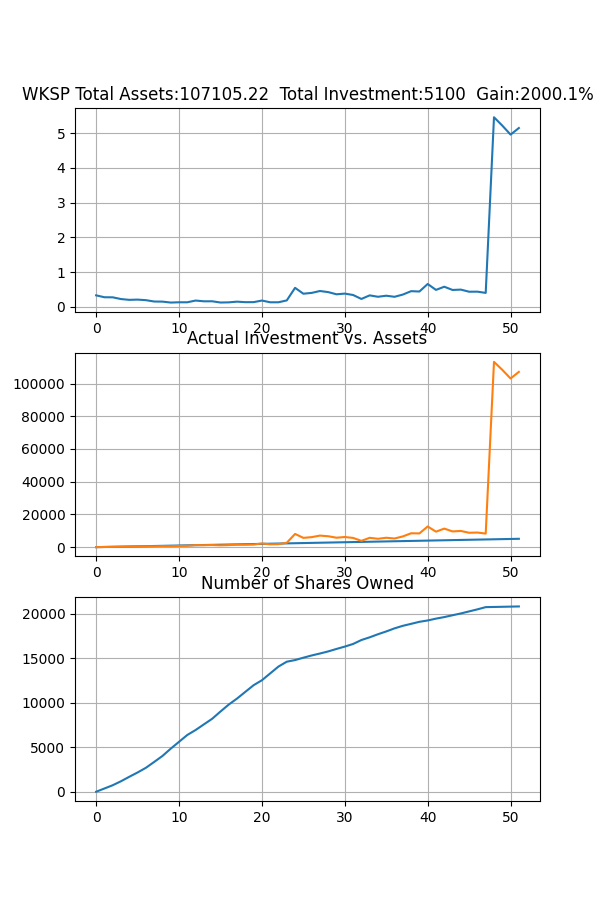 WKSP Total Assets:107105.22  Total Investment:5100  Gain:2000.1%
5
4
3
2
1
0
0 10 20 30 40 50
Actual Investment vs. Assets
100000
80000
60000
40000
20000
0
0 10 20 30 40 50
Number of Shares Owned
20000
15000
10000
5000
0
0 10 20 30 40 50